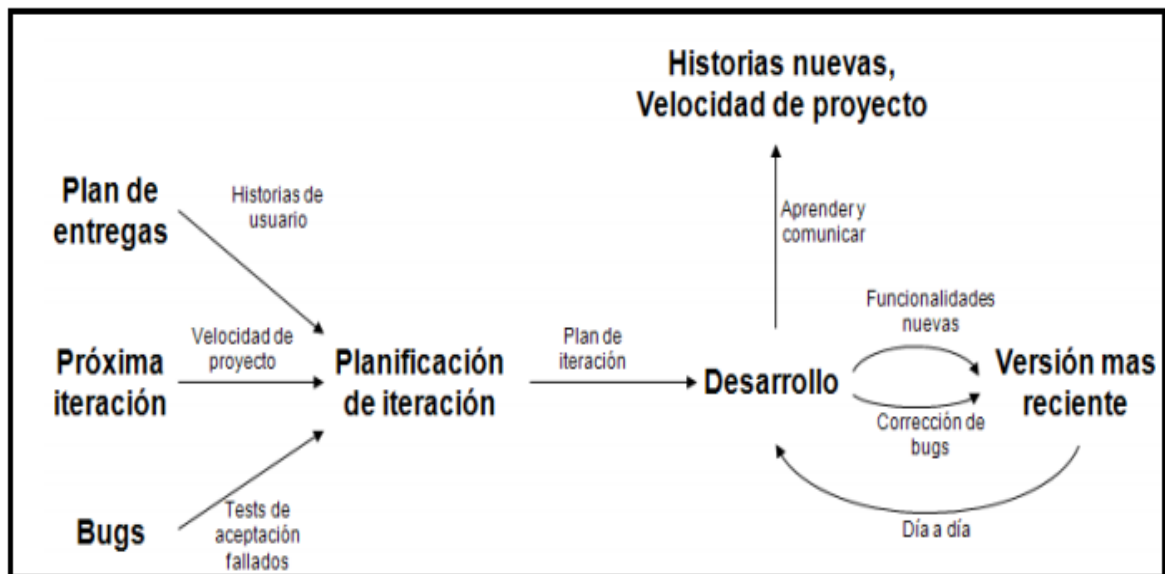 Historias nuevas,
Velocidad de proyecto
Plan de
entregas
Historias de
usuario
Aprender y
comunicar
Funcionalidades
nuevas
Próxima
iteración
Velocidad de
proyecto
Planificación
de iteración
Plan de
iteración
Desarrollo
Versión mas
reciente
Corrección de
bugs
Bugs
Tests de
aceptación
fallados
Día a día